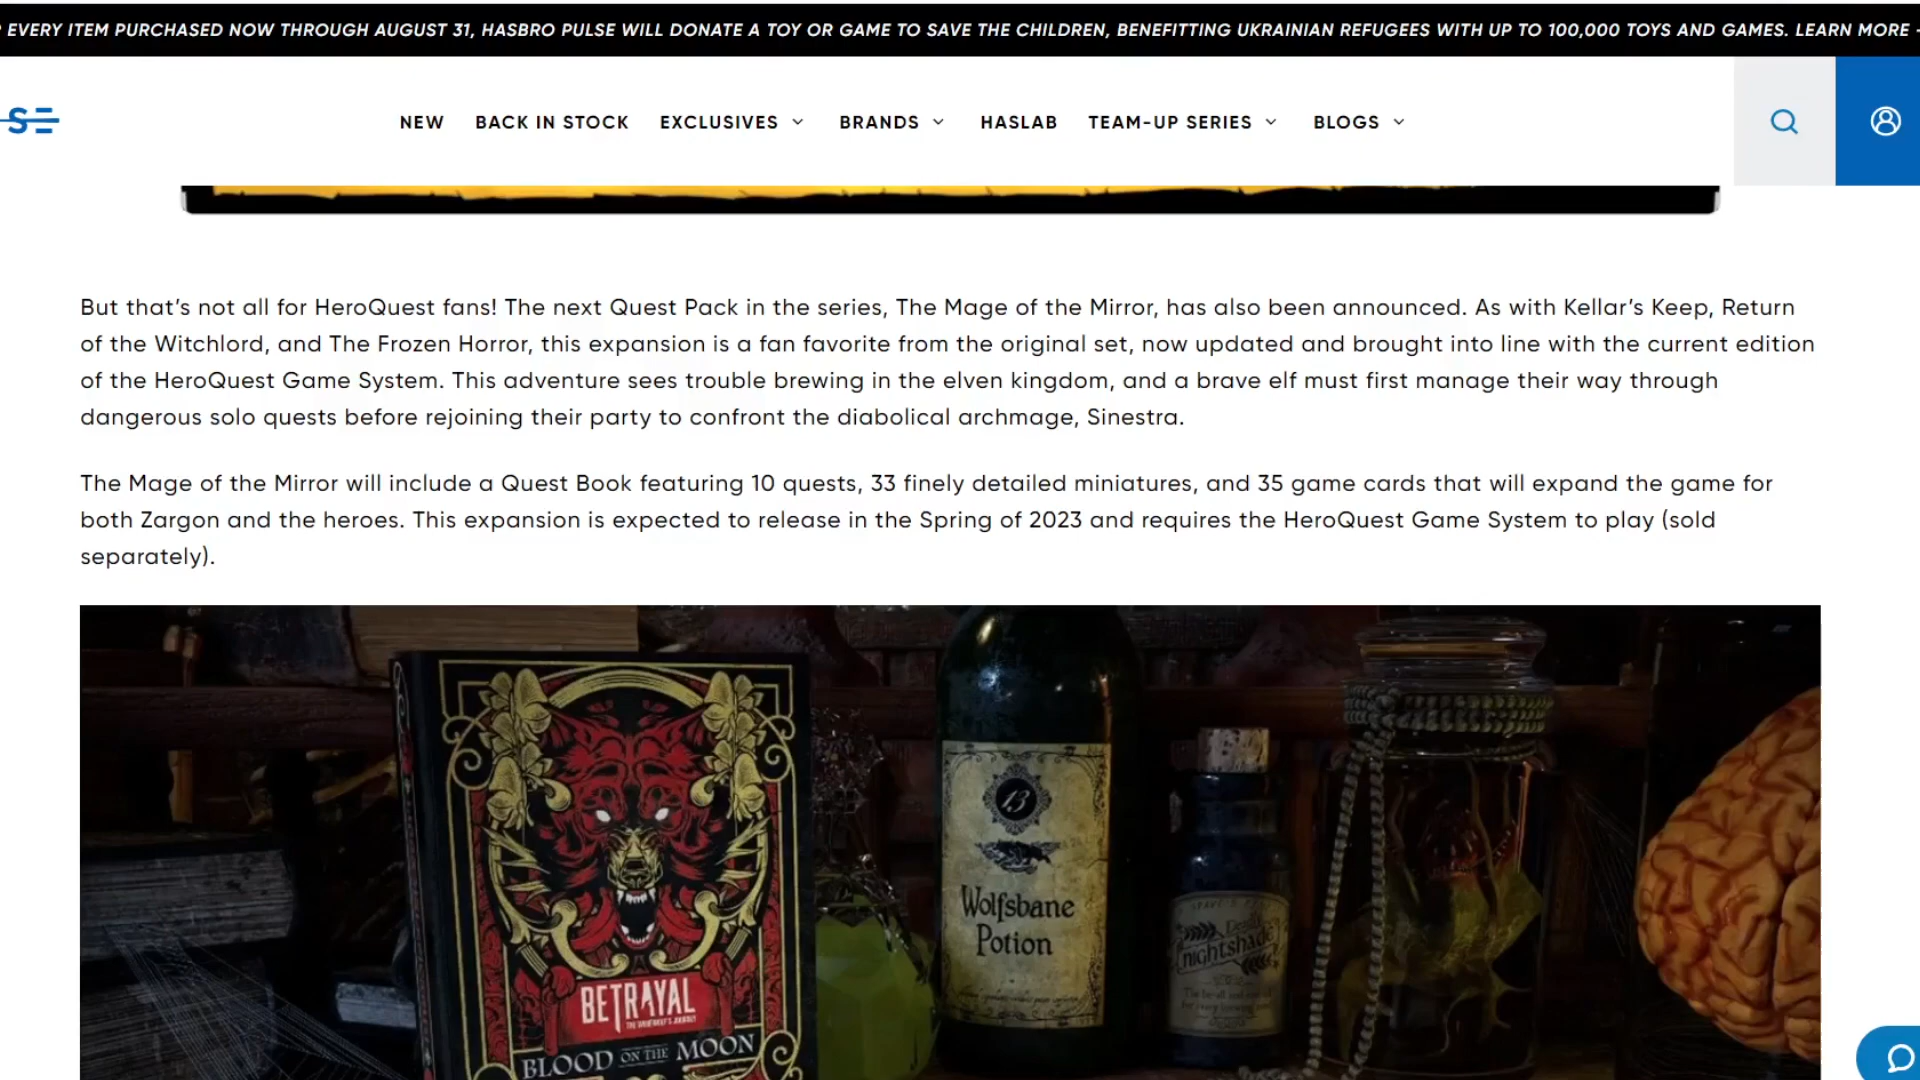 EVERY ITEM PURCHASED NOW THROUGH AUGUST 31, HASBRO PULSE WILL DONATE A TOY OR GAME TO SAVE THE CHILDREN, BENEFITTING UKRAINIAN REFUGEES WITH UP TO 100,000 TOYS AND GAMES. LEARN MORE
SE
NEW BACK IN STOCK EXCLUSIVES BRANDS HASLAB TEAM-UP SERIES BLOGS
But that’s not all for HeroQuest fans! The next Quest Pack in the series, The Mage of the Mirror, has also been announced. As with Kellar’s Keep, Return
of the Witchlord, and The Frozen Horror, this expansion is a fan favorite from the original set, now updated and brought into line with the current edition
of the HeroQuest Game System. This adventure sees trouble brewing in the elven kingdom, and a brave elf must first manage their way through
dangerous solo quests before rejoining their party to confront the diabolical archmage, Sinestra.
The Mage of the Mirror will include a Quest Book featuring 10 quests, 33 finely detailed miniatures, and 35 game cards that will expand the game for
both Zargon and the heroes. This expansion is expected to release in the Spring of 2023 and requires the HeroQuest Game System to play (sold
separately).
13
Wolfsbane
Potion
Deadly
nightshade
BETRAYAL
THE WEREWOLF'S JOURNEY
BLOOD ON THE MOON